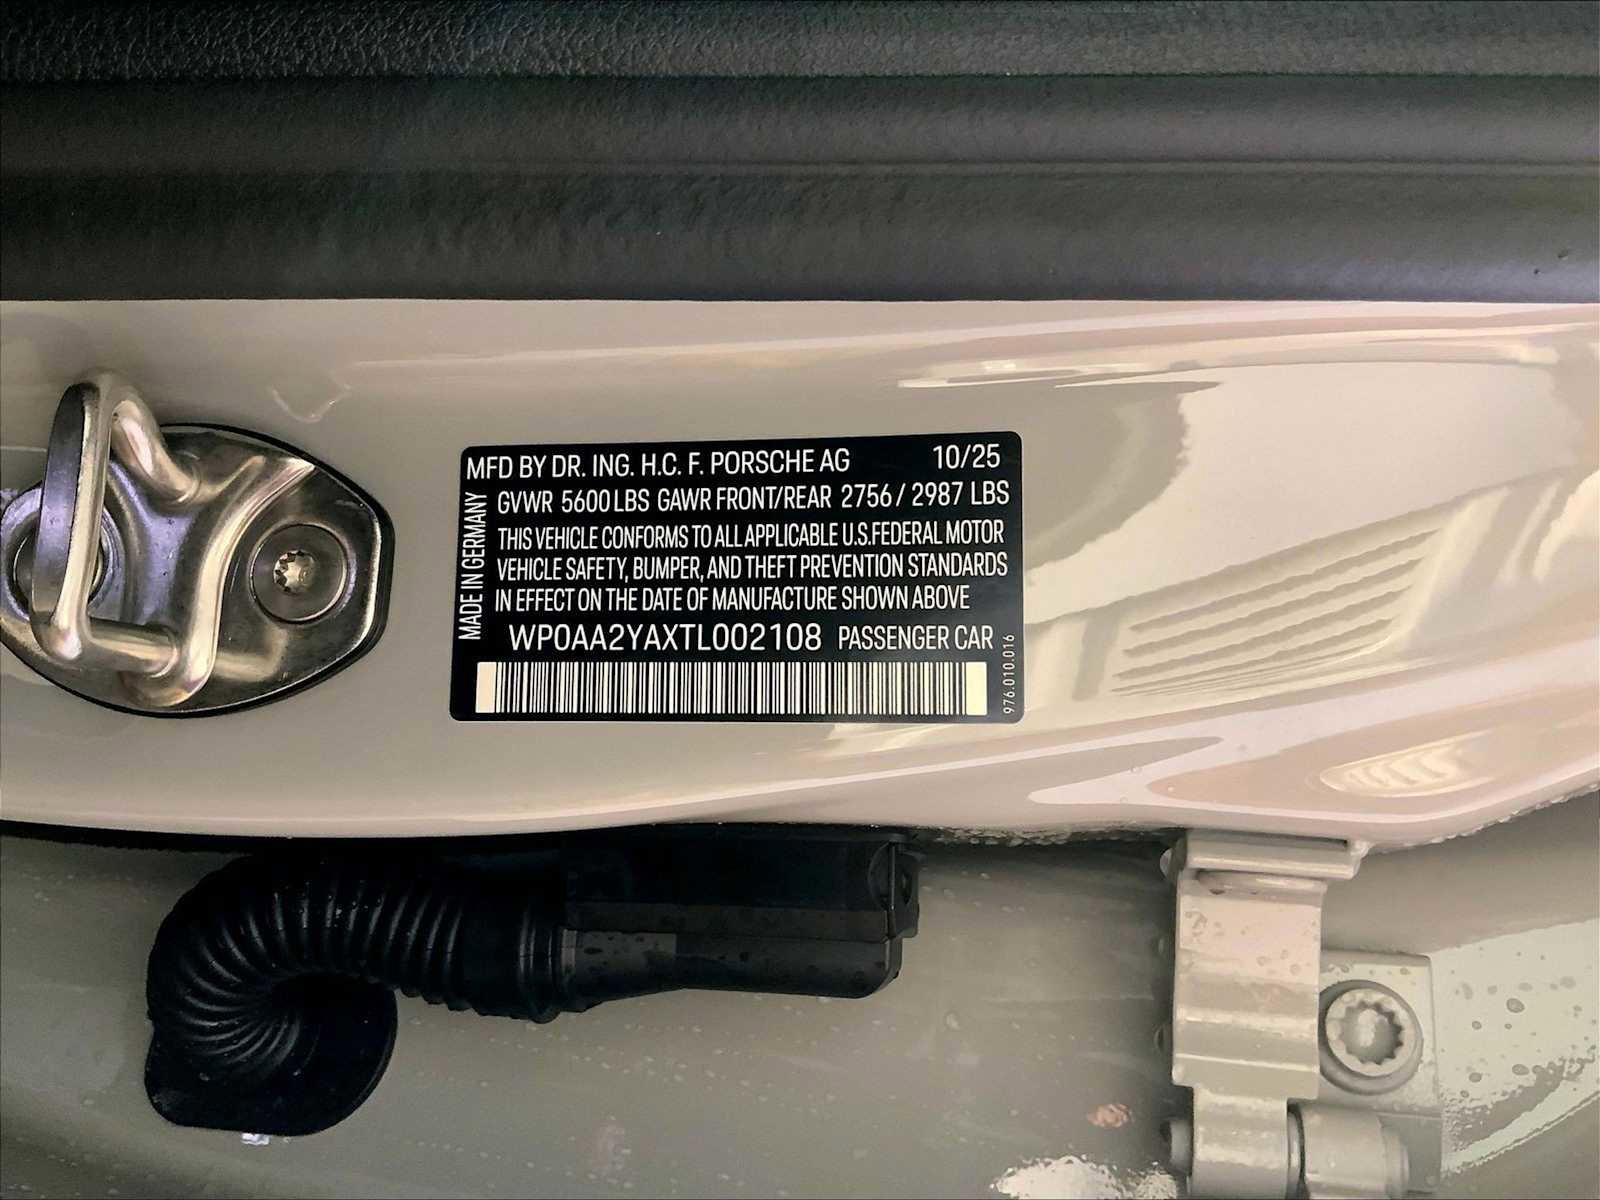 MFD BY DR. ING. H.C. F. PORSCHE AG 10/25
GVWR 5600 LBS GAWR FRONT/REAR 2756 / 2987 LBS
THIS VEHICLE CONFORMS TO ALL APPLICABLE U.S.FEDERAL MOTOR
VEHICLE SAFETY, BUMPER, AND THEFT PREVENTION STANDARDS
IN EFFECT ON THE DATE OF MANUFACTURE SHOWN ABOVE
WP0AA2YAXTL002108 PASSENGER CAR
MADE IN GERMANY
976.010.016